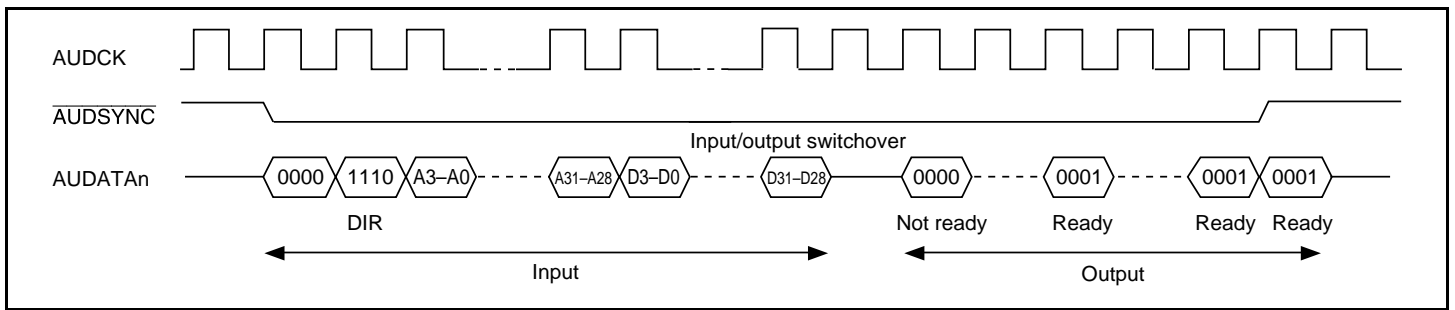 AUDCK
AUDSYNC
Input/output switchover
AUDATAn 0000 1110 A3–A0 A31–A28 D3–D0 D31–D28 0000 0001 0001 0001
DIR Not ready Ready Ready Ready
Input Output